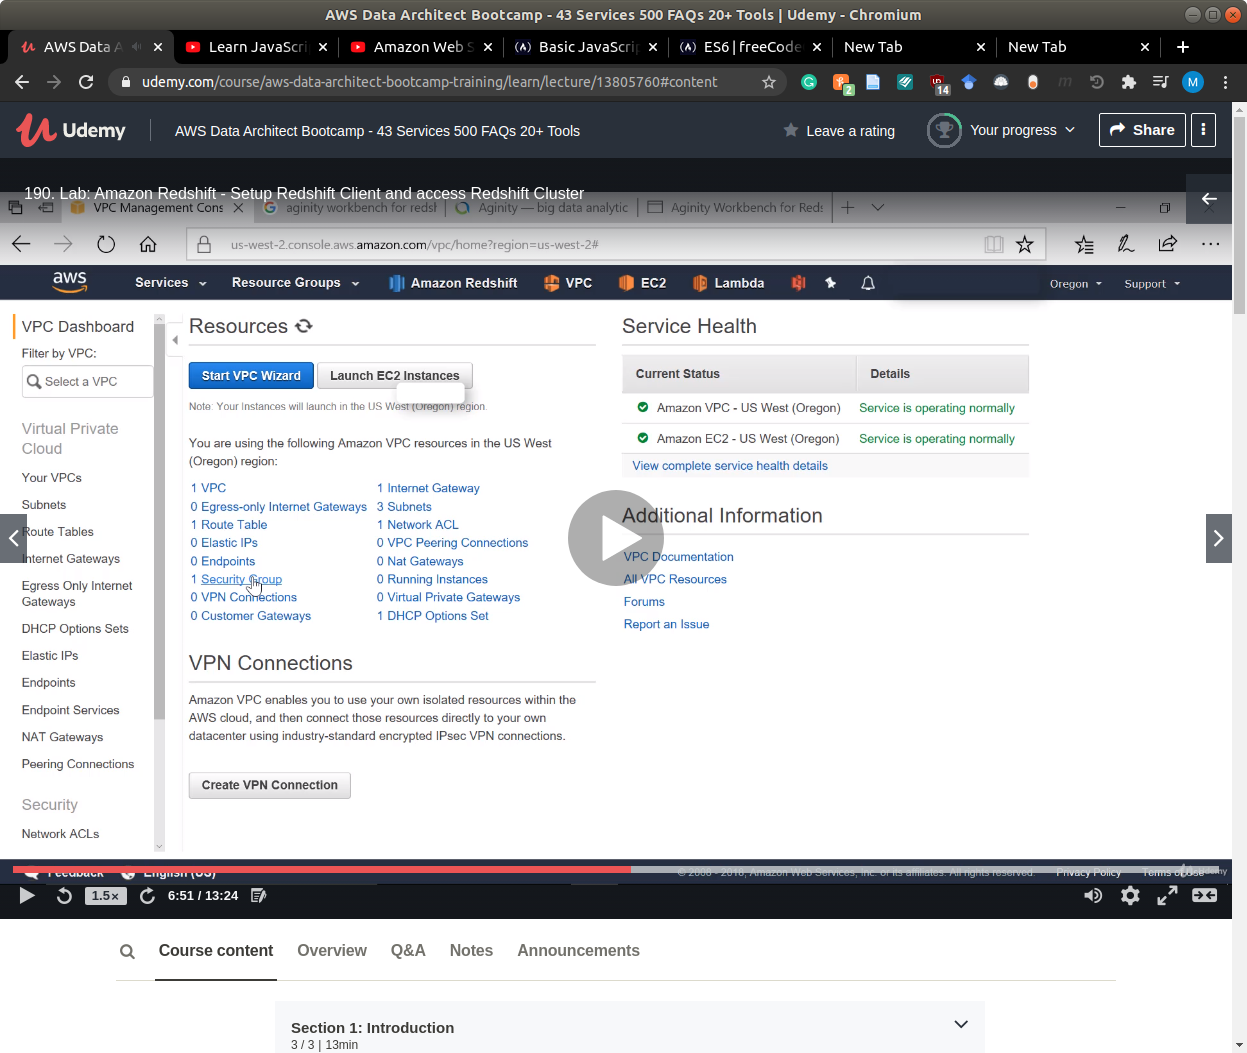 AWS Data Architect Bootcamp - 43 Services 500 FAQs 20+ Tools | Udemy - Chromium
AWS Data A
Learn JavaScri
Amazon Web S
Basic JavaScrip
ES6 | freeCode
New Tab
New Tab
udemy.com/course/aws-data-architect-bootcamp-training/learn/lecture/13805760#content
2
14
M
Udemy
AWS Data Architect Bootcamp - 43 Services 500 FAQs 20+ Tools
Leave a rating
Your progress
Share
190. Lab: Amazon Redshift - Setup Redshift Client and access Redshift Cluster
VPC Management Cons
aginity workbench for redsh
Aginity — big data analytic
Aginity Workbench for Reds
us-west-2.console.aws.amazon.com/vpc/home?region=us-west-2#
aws
Services
Resource Groups
Amazon Redshift
VPC
EC2
Lambda
Oregon
Support
VPC Dashboard
Filter by VPC:
Select a VPC
Virtual Private
Cloud
Your VPCs
Subnets
Route Tables
Internet Gateways
Egress Only Internet
Gateways
DHCP Options Sets
Elastic IPs
Endpoints
Endpoint Services
NAT Gateways
Peering Connections
Security
Network ACLs
Resources
Start VPC Wizard
Launch EC2 Instances
Note: Your Instances will launch in the US West (Oregon) region.
You are using the following Amazon VPC resources in the US West
(Oregon) region:
1 VPC
1 Internet Gateway
0 Egress-only Internet Gateways
3 Subnets
1 Route Table
1 Network ACL
0 Elastic IPs
0 VPC Peering Connections
0 Endpoints
0 Nat Gateways
1 Security Group
0 Running Instances
0 VPN Connections
0 Virtual Private Gateways
0 Customer Gateways
1 DHCP Options Set
VPN Connections
Amazon VPC enables you to use your own isolated resources within the
AWS cloud, and then connect those resources directly to your own
datacenter using industry-standard encrypted IPsec VPN connections.
Create VPN Connection
Service Health
Current Status
Details
Amazon VPC - US West (Oregon)
Service is operating normally
Amazon EC2 - US West (Oregon)
Service is operating normally
View complete service health details
Additional Information
VPC Documentation
All VPC Resources
Forums
Report an Issue
Feedback
English (US)
© 2008 - 2018, Amazon Web Services, Inc. or its affiliates. All rights reserved.
Privacy Policy
Terms of Use
1.5×
6:51 / 13:24
Course content
Overview
Q&A
Notes
Announcements
Section 1: Introduction
3 / 3 | 13min